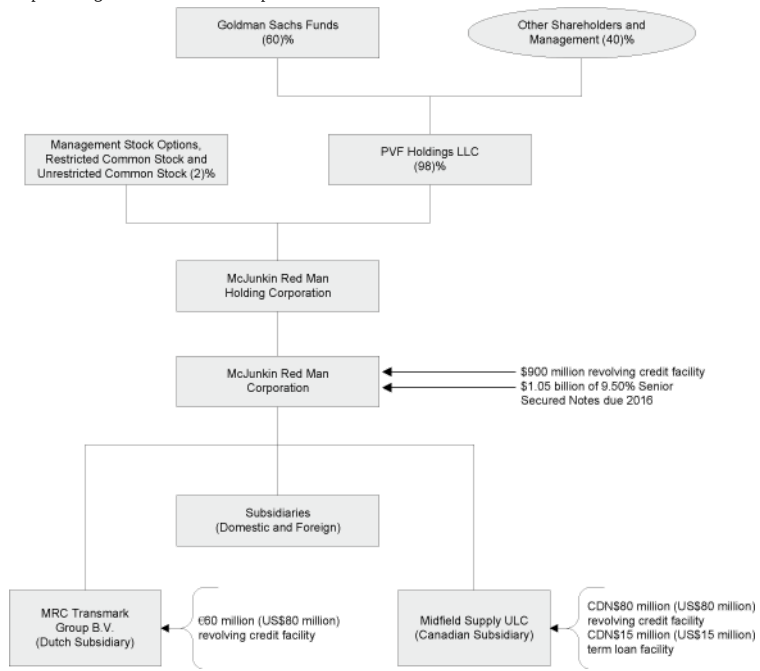 Goldman Sachs Funds
(60)%
Other Shareholders and
Management (40)%
Management Stock Options,
Restricted Common Stock and
Unrestricted Common Stock (2)%
PVF Holdings LLC
(98)%
McJunkin Red Man
Holding Corporation
McJunkin Red Man
Corporation
$900 million revolving credit facility
$1.05 billion of 9.50% Senior
Secured Notes due 2016
Subsidiaries
(Domestic and Foreign)
MRC Transmark
Group B.V.
(Dutch Subsidiary)
€60 million (US$80 million)
revolving credit facility
Midfield Supply ULC
(Canadian Subsidiary)
CDN$80 million (US$80 million)
revolving credit facility
CDN$15 million (US$15 million)
term loan facility